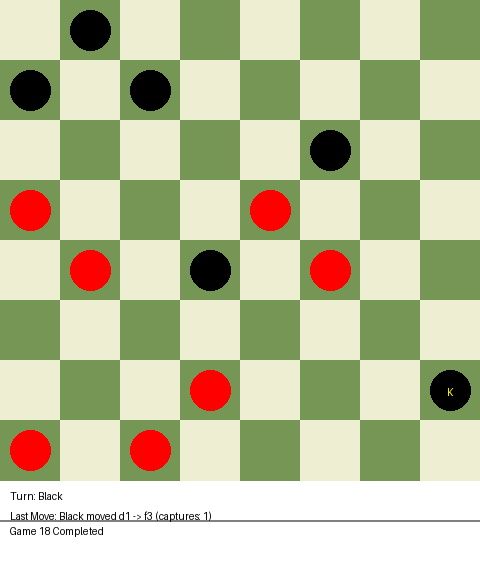 K
Turn: Black
Last Move: Black moved d1 -> f3 (captures: 1)
Game 18 Completed